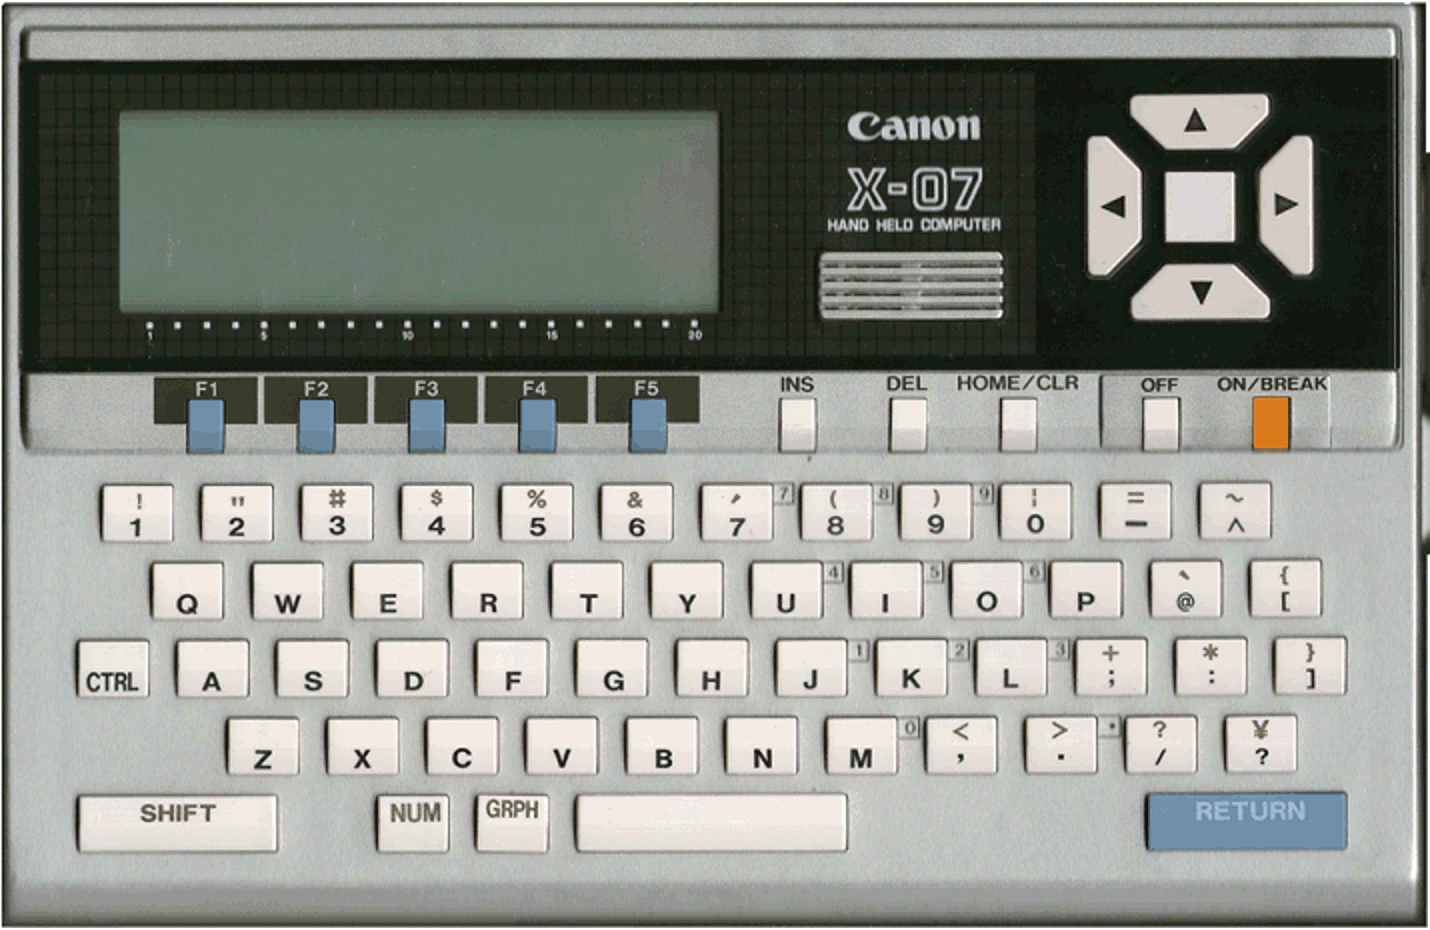 Canon
X-07
HAND HELD COMPUTER
1 5 10 15 20
F1 F2 F3 F4 F5 INS DEL HOME/CLR OFF ON/BREAK
! " # $ % & ′ 7 ( 8 ) 9 ¦ = ~
1 2 3 4 5 6 7 8 9 0 - ^
4 5 6 ` {
Q W E R T Y U I O P @ [
1 2 3 + * }
CTRL A S D F G H J K L ; : ]
0 < > • ? ¥
Z X C V B N M , . / ?
SHIFT NUM GRPH RETURN